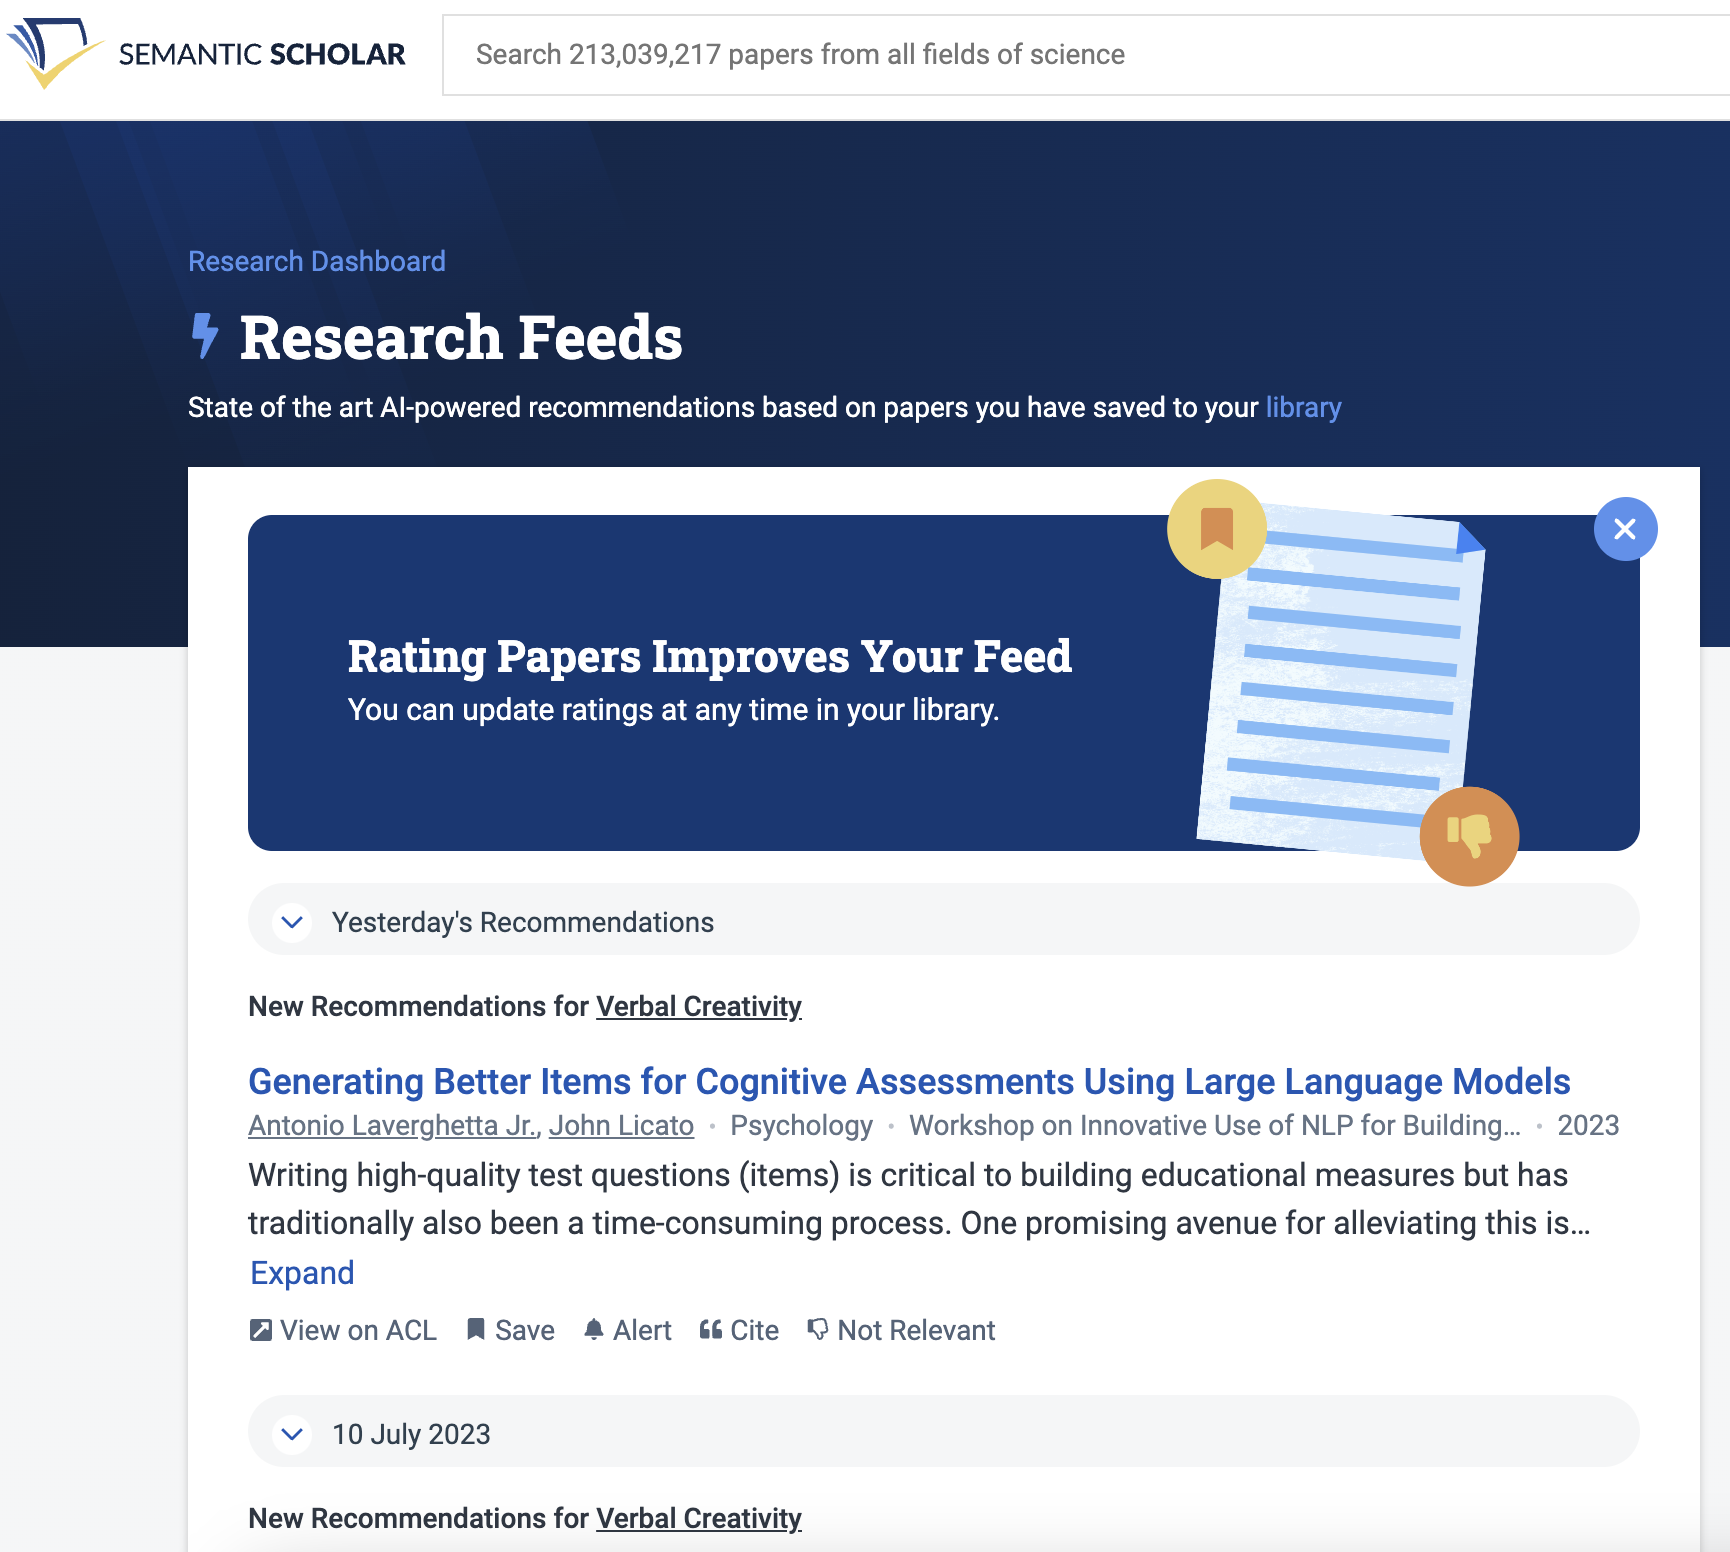 SEMANTIC SCHOLAR
Search 213,039,217 papers from all fields of science
Research Dashboard
Research Feeds
State of the art AI-powered recommendations based on papers you have saved to your library
Rating Papers Improves Your Feed
You can update ratings at any time in your library.
Yesterday's Recommendations
New Recommendations for Verbal Creativity
Generating Better Items for Cognitive Assessments Using Large Language Models
Antonio Laverghetta Jr., John Licato • Psychology • Workshop on Innovative Use of NLP for Building... • 2023
Writing high-quality test questions (items) is critical to building educational measures but has
traditionally also been a time-consuming process. One promising avenue for alleviating this is...
Expand
View on ACL Save Alert Cite Not Relevant
10 July 2023
New Recommendations for Verbal Creativity